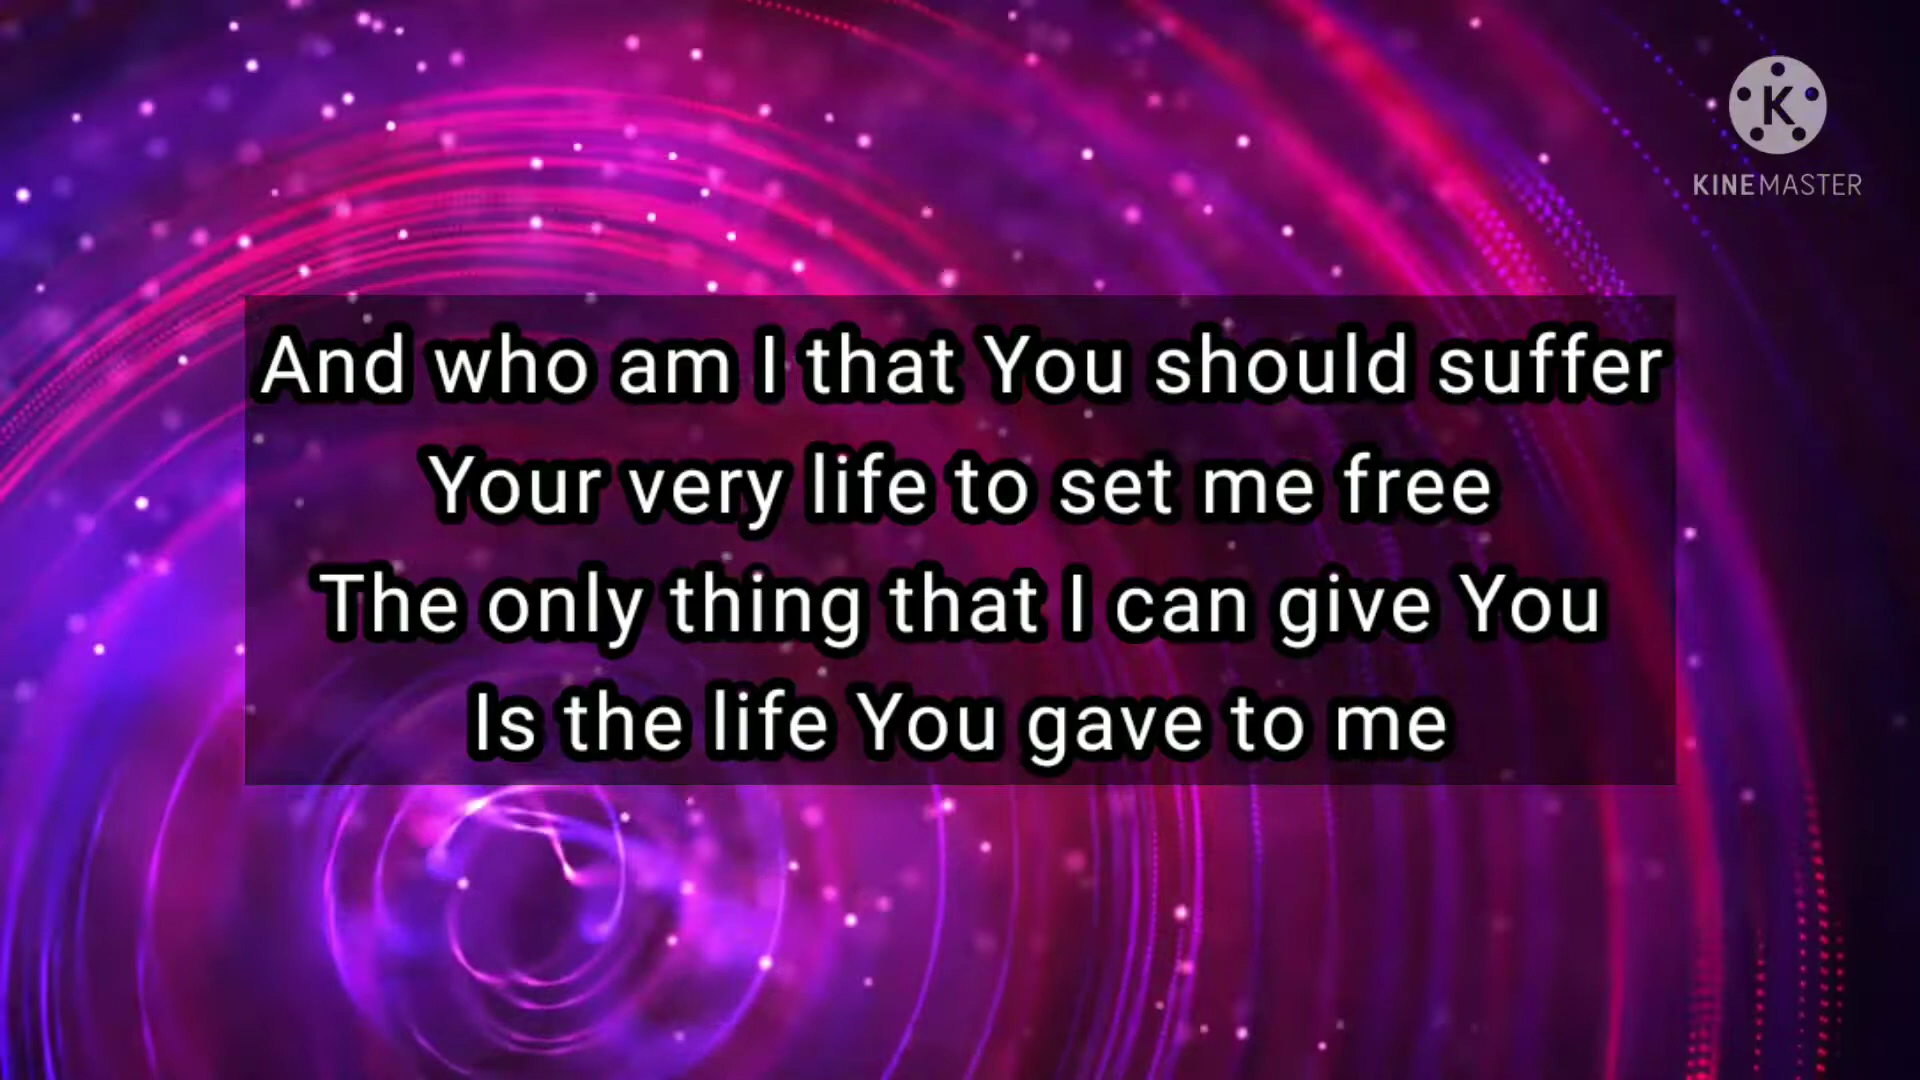 K
KINEMASTER
And who am I that You should suffer
Your very life to set me free
The only thing that I can give You
Is the life You gave to me